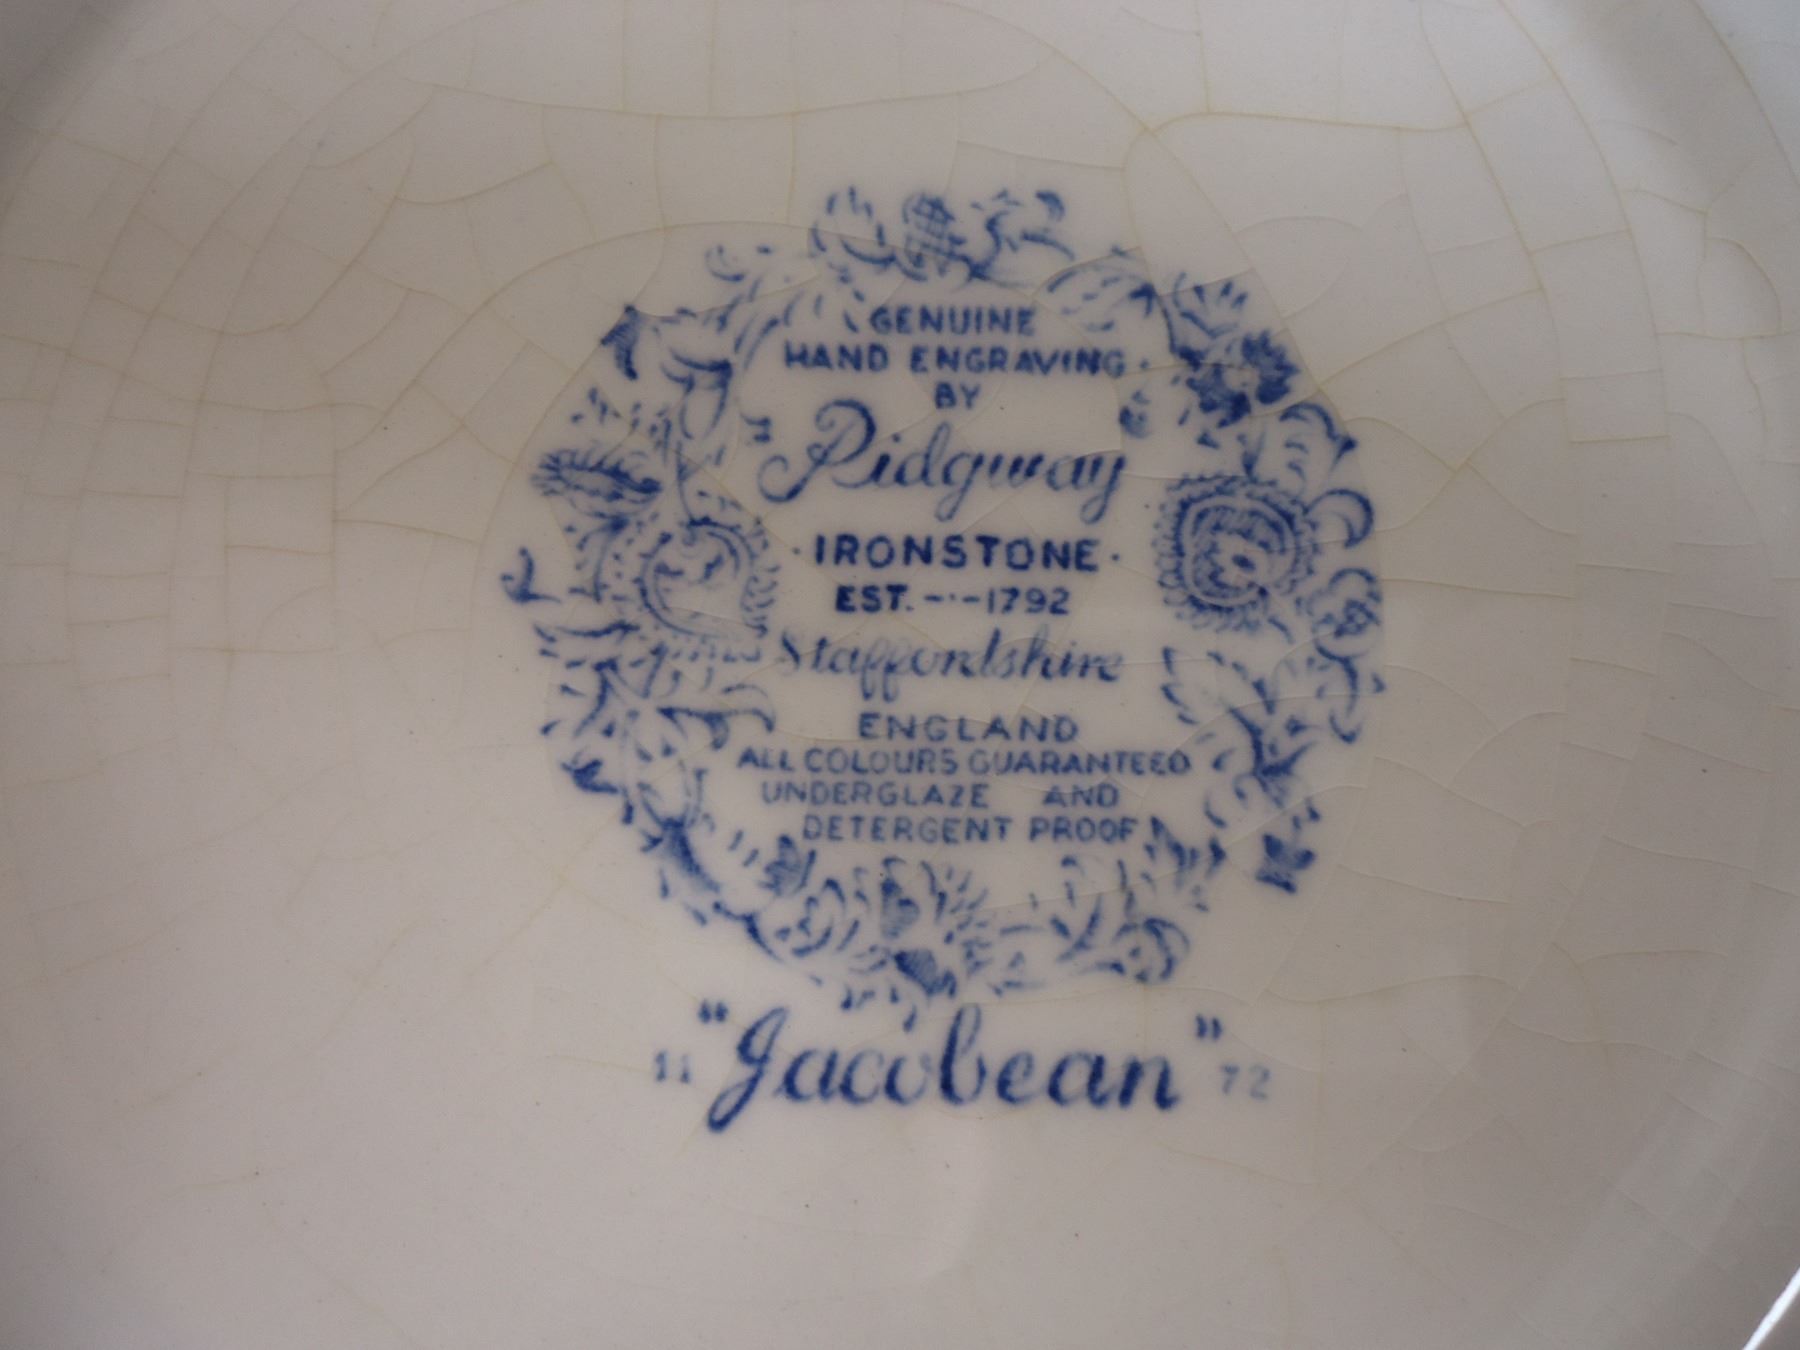 GENUINE
HAND ENGRAVING
BY
Ridgway
·IRONSTONE·
EST.-·-1792
Staffordshire
ENGLAND
ALL COLOURS GUARANTEED
UNDERGLAZE AND
DETERGENT PROOF
11 "Jacobean" 72